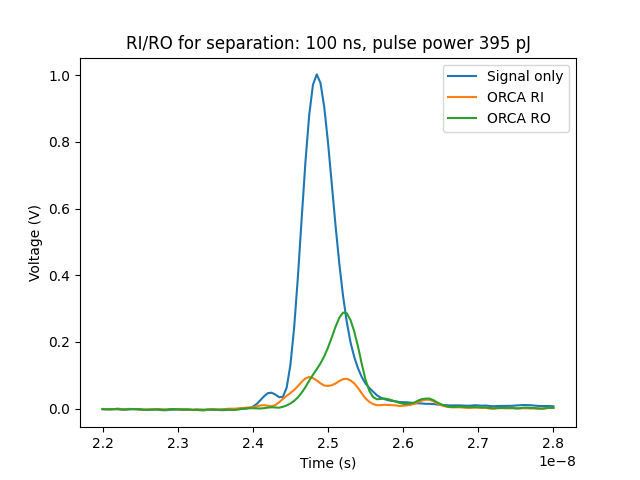 RI/RO for separation: 100 ns, pulse power 395 pJ
Signal only
ORCA RI
ORCA RO
Voltage (V)
1.0
0.8
0.6
0.4
0.2
0.0
2.2 2.3 2.4 2.5 2.6 2.7 2.8
Time (s)
1e−8